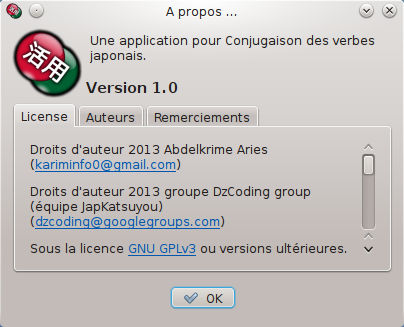 A propos ...
活用
Une application pour Conjugaison des verbes
japonais.
Version 1.0
License Auteurs Remerciements
Droits d'auteur 2013 Abdelkrime Aries
(kariminfo0@gmail.com)
Droits d'auteur 2013 groupe DzCoding group
(équipe JapKatsuyou)
(dzcoding@googlegroups.com)
Sous la licence GNU GPLv3 ou versions ultérieures.
OK